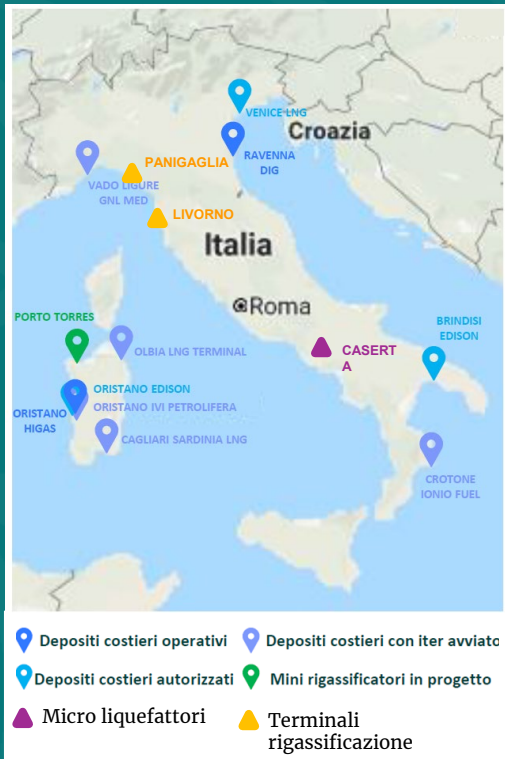 VENICE LNG
Croazia
RAVENNA
DIG
PANIGAGLIA
VADO LIGURE
GNL MED
LIVORNO
Italia
Roma
PORTO TORRES
BRINDISI
EDISON
OLBIA LNG TERMINAL
CASERT
A
ORISTANO EDISON
ORISTANO IVI PETROLIFERA
ORISTANO
HIGAS
CAGLIARI SARDINIA LNG
CROTONE
IONIO FUEL
Depositi costieri operativi
Depositi costieri con iter avviato
Depositi costieri autorizzati
Mini rigassificatori in progetto
Micro liquefattori
Terminali
rigassificazione